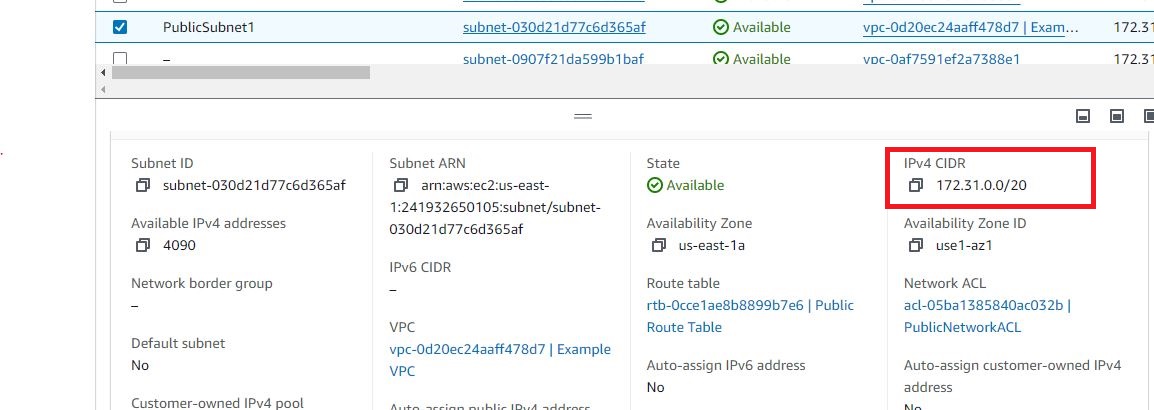 PublicSubnet1 subnet-030d21d77c6d365af Available vpc-0d20ec24aaff478d7 | Exam… 172.31
– subnet-0907f21da599b1baf Available vpc-0af7591ef2a7388e1 172.31
Subnet ID
subnet-030d21d77c6d365af
Available IPv4 addresses
4090
Network border group
–
Default subnet
No
Customer-owned IPv4 pool
Subnet ARN
arn:aws:ec2:us-east-
1:241932650105:subnet/subnet-
030d21d77c6d365af
IPv6 CIDR
–
VPC
vpc-0d20ec24aaff478d7 | Example
VPC
Auto-assign public IPv4 address
State
Available
Availability Zone
us-east-1a
Route table
rtb-0cce1ae8b8899b7e6 | Public
Route Table
Auto-assign IPv6 address
No
IPv4 CIDR
172.31.0.0/20
Availability Zone ID
use1-az1
Network ACL
acl-05ba1385840ac032b |
PublicNetworkACL
Auto-assign customer-owned IPv4
address
No